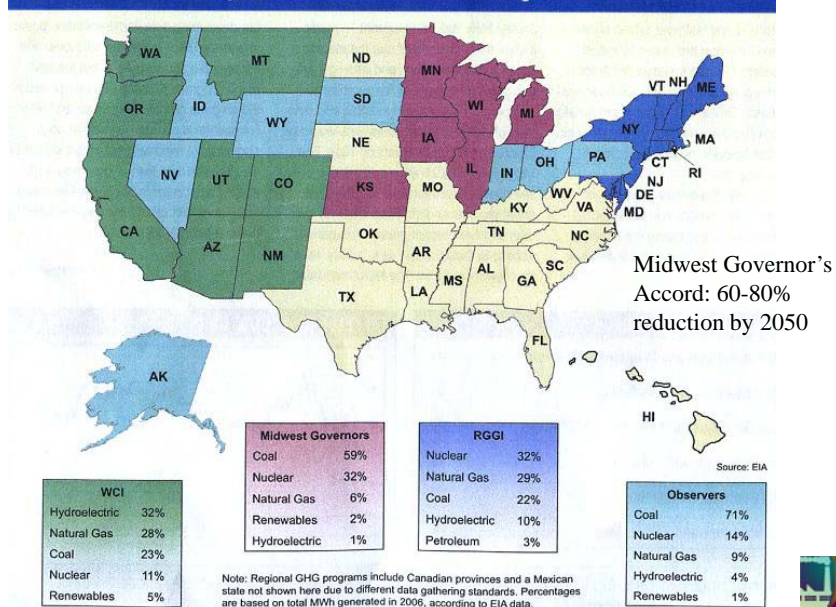 WA
MT
ND
MN
OR
ID
SD
WI
MI
VT NH ME
WY
NY
NE
IA
MA
NV
UT
CO
IL
IN
OH
PA
CT
RI
NJ
KS
MO
WV
DE
CA
KY
VA
MD
AZ
NM
OK
TN
NC
AR
SC
TX
LA
MS
AL
GA
FL
AK
HI
Midwest Governor's
Accord: 60-80%
reduction by 2050
Source: EIA
WCI
Hydroelectric 32%
Natural Gas 28%
Coal 23%
Nuclear 11%
Renewables 5%
Midwest Governors
Coal 59%
Nuclear 32%
Natural Gas 6%
Renewables 2%
Hydroelectric 1%
RGGI
Nuclear 32%
Natural Gas 29%
Coal 22%
Hydroelectric 10%
Petroleum 3%
Observers
Coal 71%
Nuclear 14%
Natural Gas 9%
Hydroelectric 4%
Renewables 1%
Note: Regional GHG programs include Canadian provinces and a Mexican
state not shown here due to different data gathering standards. Percentages
are based on total MWh generated in 2006, according to EIA data.